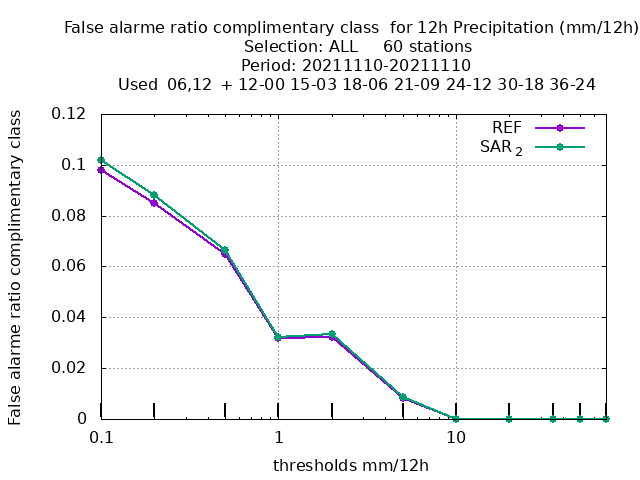 False alarme ratio complimentary class  for 12h Precipitation (mm/12h)
Selection: ALL     60 stations
Period: 20211110-20211110
Used  06,12  + 12-00 15-03 18-06 21-09 24-12 30-18 36-24
False alarme ratio complimentary class
0.12
0.1
0.08
0.06
0.04
0.02
0
REF
SAR 2
0.1 1 10
thresholds mm/12h